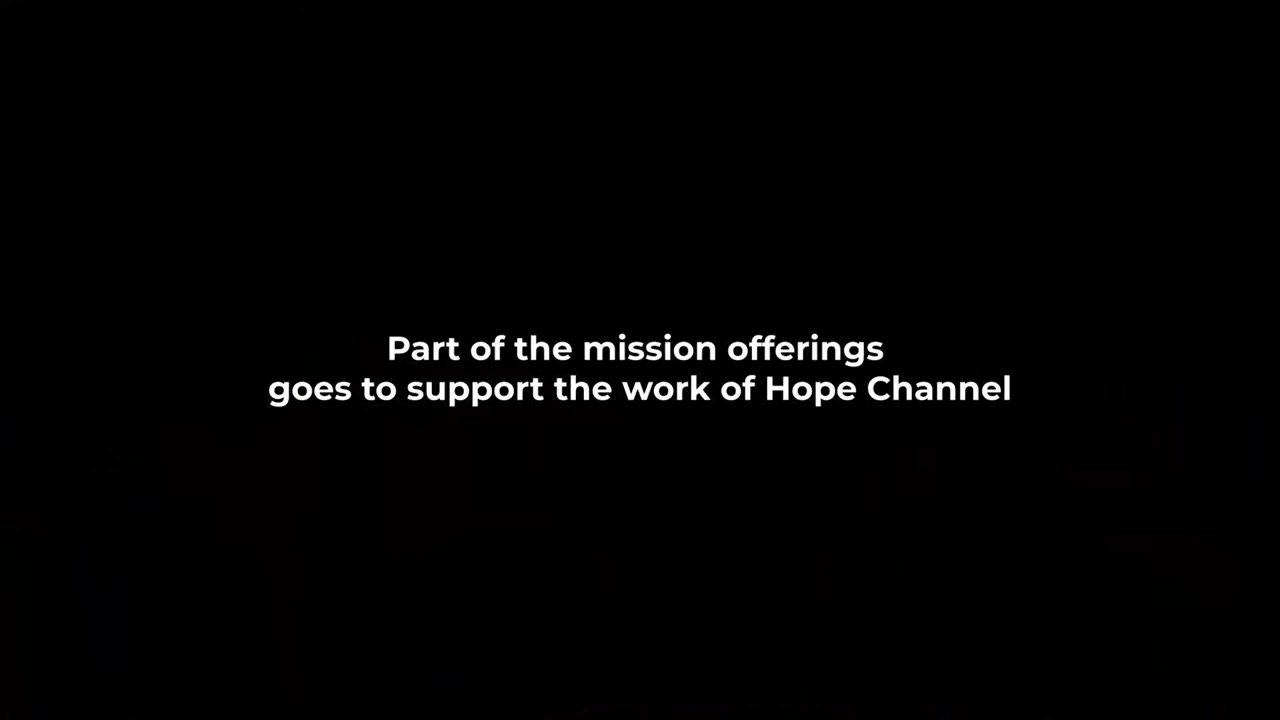 Part of the mission offerings
goes to support the work of Hope Channel